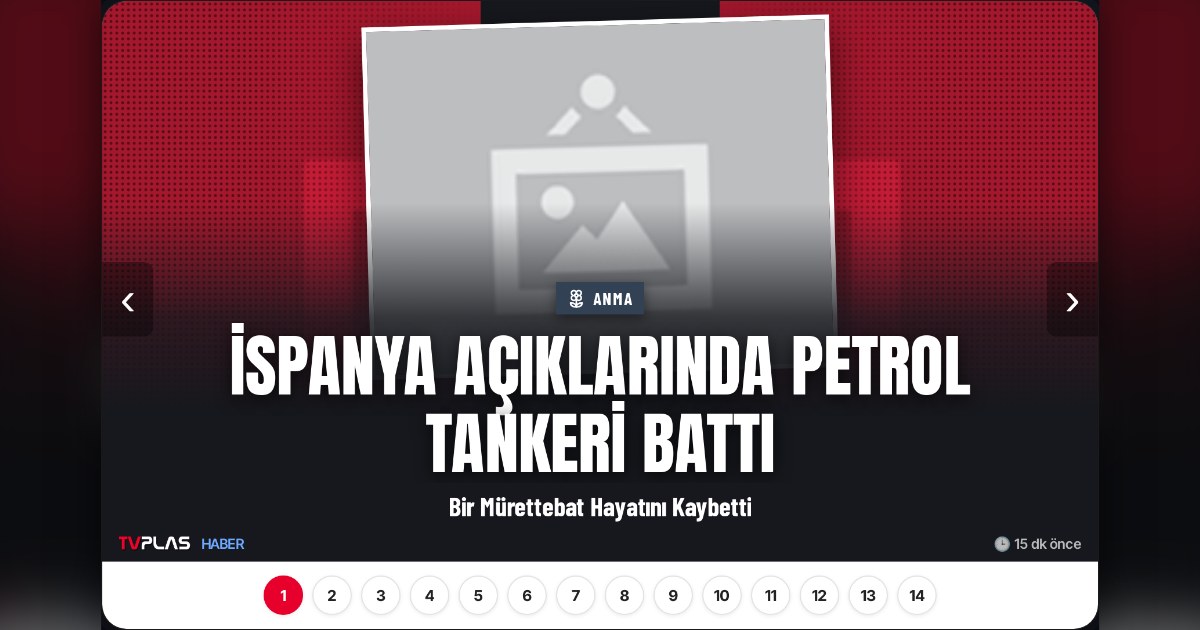 ANMA
İSPANYA AÇIKLARINDA PETROL
TANKERİ BATTI
Bir Mürettebat Hayatını Kaybetti
TVPLAS HABER
15 dk önce
1 2 3 4 5 6 7 8 9 10 11 12 13 14